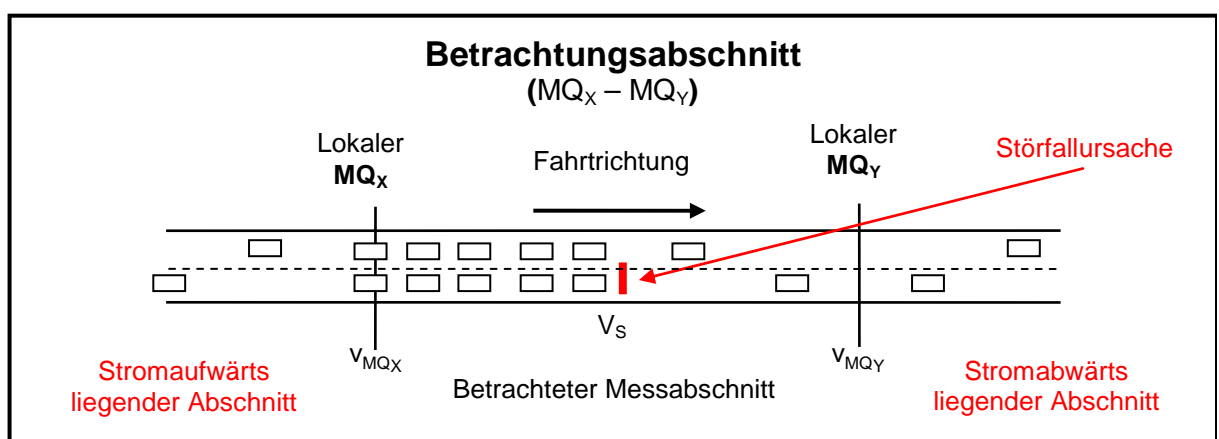 Betrachtungsabschnitt
(MQX – MQY)
Lokaler
MQX
Fahrtrichtung
Lokaler
MQY
Störfallursache
VS
vMQX
vMQY
Stromaufwärts
liegender Abschnitt
Betrachteter Messabschnitt
Stromabwärts
liegender Abschnitt